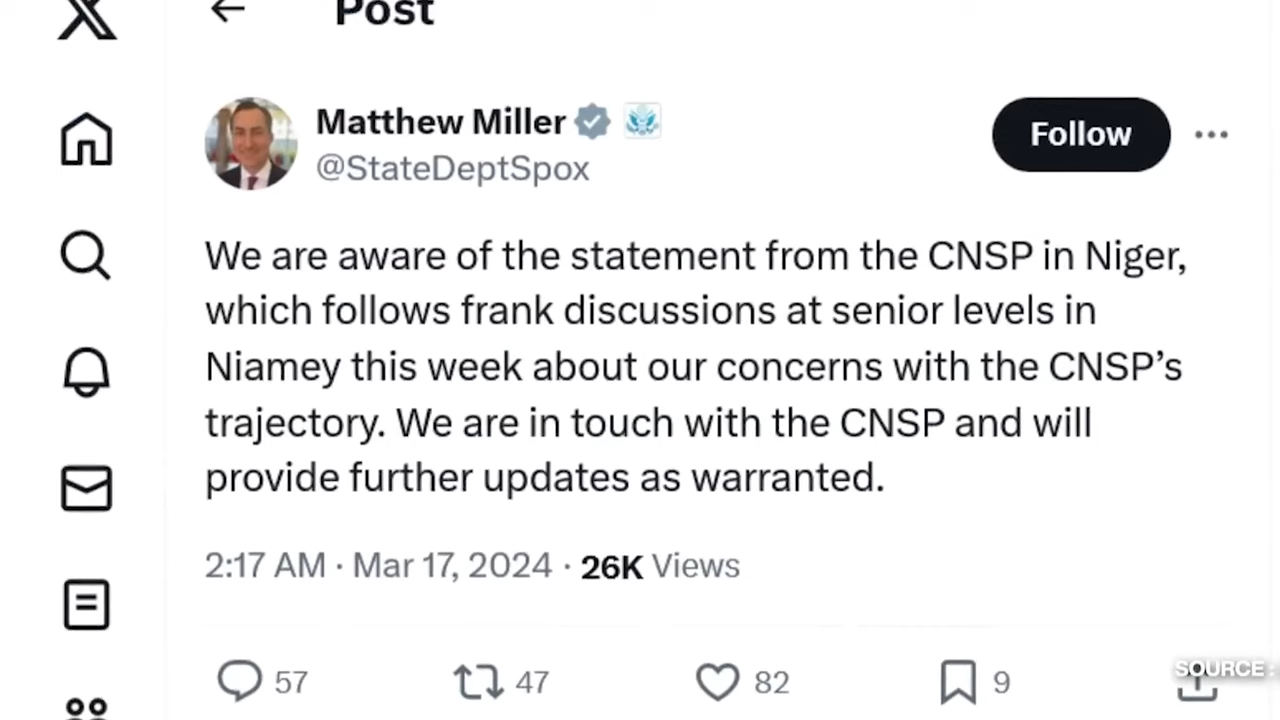 Post
Matthew Miller
Follow
@StateDeptSpox
We are aware of the statement from the CNSP in Niger,
which follows frank discussions at senior levels in
Niamey this week about our concerns with the CNSP’s
trajectory. We are in touch with the CNSP and will
provide further updates as warranted.
2:17 AM · Mar 17, 2024 · 26K Views
57 47 82 9
SOURCE :